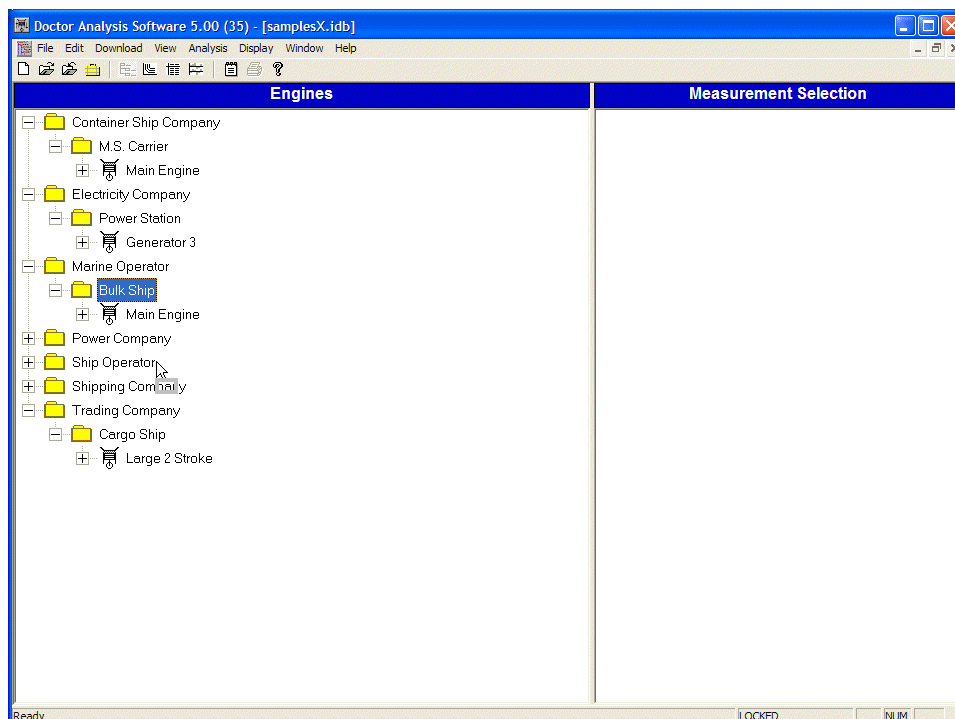 Doctor Analysis Software 5.00 (35) - [samplesX.idb]
File Edit Download View Analysis Display Window Help
Engines
Measurement Selection
Container Ship Company
M.S. Carrier
Main Engine
Electricity Company
Power Station
Generator 3
Marine Operator
Bulk Ship
Main Engine
Power Company
Ship Operator
Shipping Company
Trading Company
Cargo Ship
Large 2 Stroke
Ready LOCKED NUM